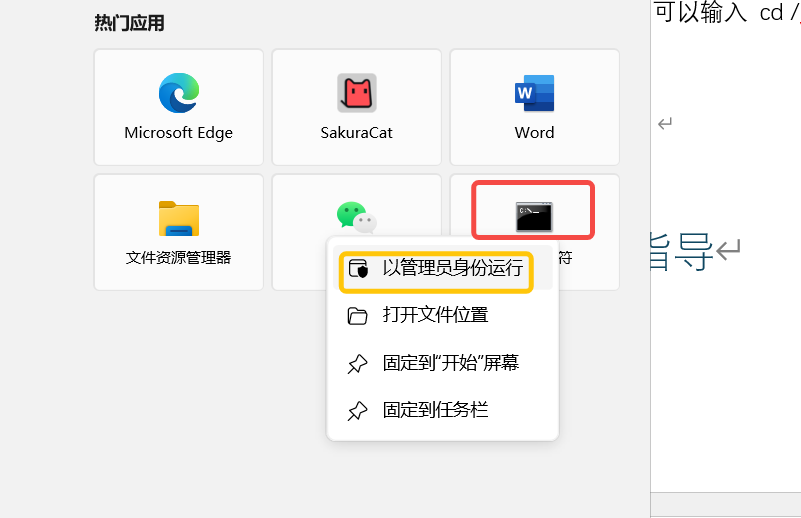 热门应用
可以输入 cd /
Microsoft Edge
SakuraCat
Word
文件资源管理器
符
指导
以管理员身份运行
打开文件位置
固定到“开始”屏幕
固定到任务栏